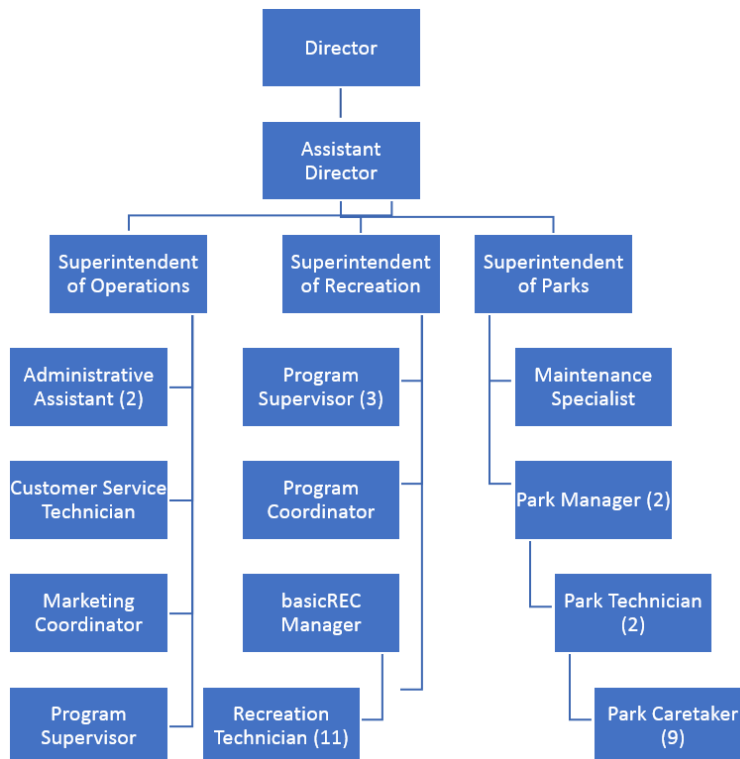 Director
Assistant
Director
Superintendent
of Operations
Superintendent
of Recreation
Superintendent
of Parks
Administrative
Assistant (2)
Program
Supervisor (3)
Maintenance
Specialist
Customer Service
Technician
Program
Coordinator
Park Manager (2)
Marketing
Coordinator
basicREC
Manager
Park Technician
(2)
Program
Supervisor
Recreation
Technician (11)
Park Caretaker
(9)